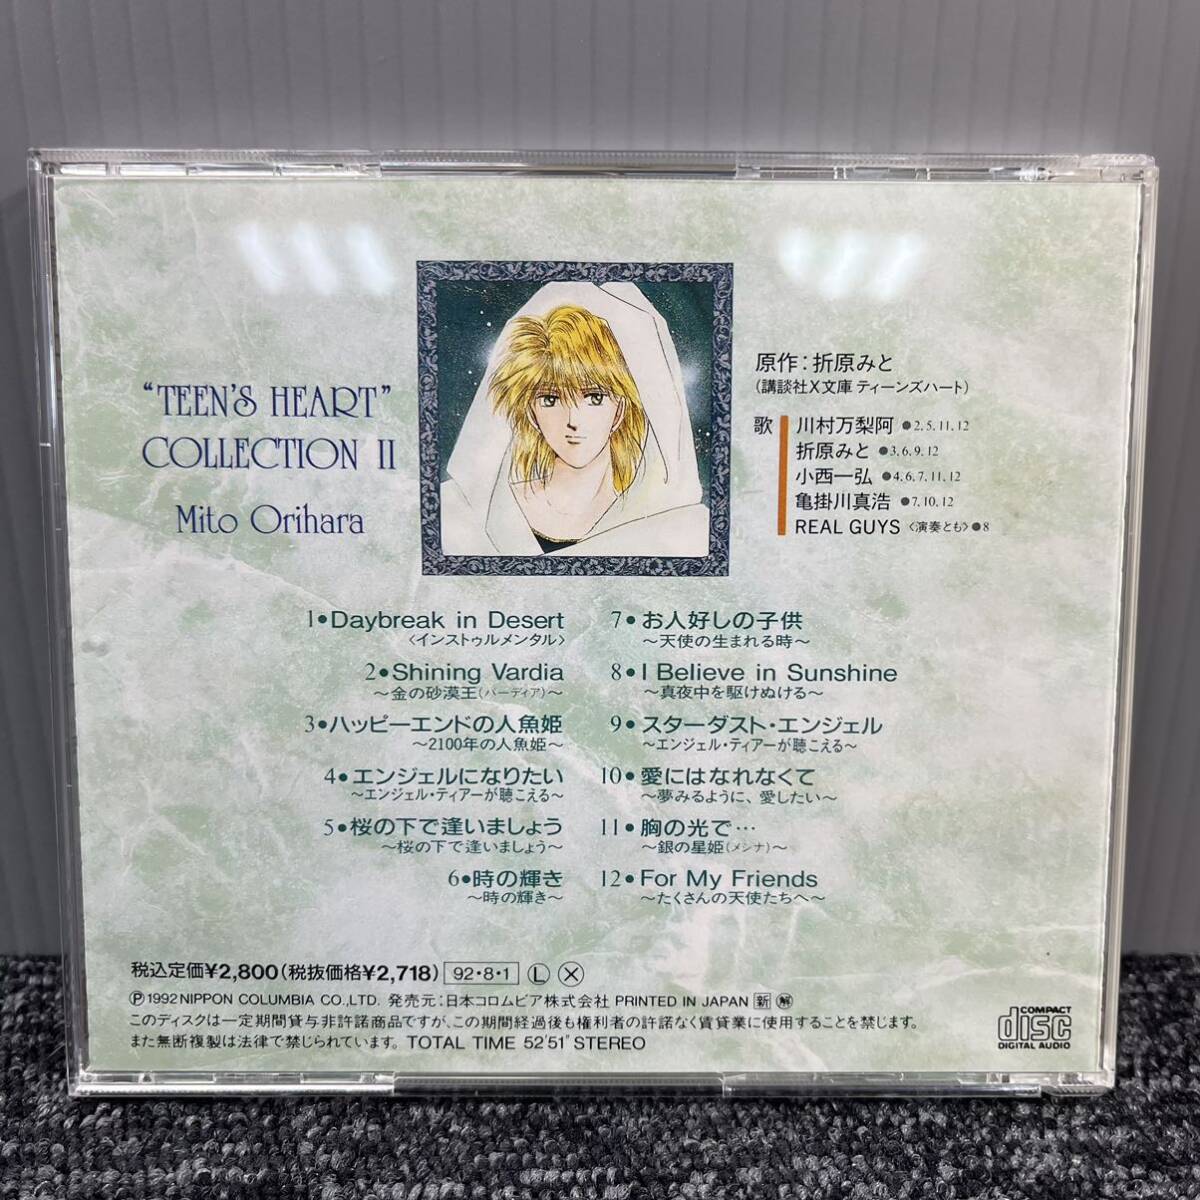 “TEEN'S HEART”
COLLECTION II
Mito Orihara
原作：折原みと
（講談社X文庫 ティーンズハート）
歌
川村万梨阿 ●2.5.11.12
折原みと ●3.6.9.12
小西一弘 ●4.6.7.11.12
亀掛川真浩 ●7.10.12
REAL GUYS 〈演奏とも〉●8
1●Daybreak in Desert
〈インストゥルメンタル〉
2●Shining Vardia
～金の砂漠王(バーディア)～
3●ハッピーエンドの人魚姫
～2100年の人魚姫～
4●エンジェルになりたい
～エンジェル・ティアーが聴こえる～
5●桜の下で逢いましょう
～桜の下で逢いましょう～
6●時の輝き
～時の輝き～
7●お人好しの子供
～天使の生まれる時～
8●I Believe in Sunshine
～真夜中を駆けぬける～
9●スターダスト・エンジェル
～エンジェル・ティアーが聴こえる～
10●愛にはなれなくて
～夢みるように、愛したい～
11●胸の光で…
～銀の星姫(メシナ)～
12●For My Friends
～たくさんの天使たちへ～
税込定価¥2,800(税抜価格¥2,718) 92・8・1 Ⓛ Ⓧ
Ⓟ1992 NIPPON COLUMBIA CO.,LTD. 発売元：日本コロムビア株式会社 PRINTED IN JAPAN 新 解
このディスクは一定期間貸与非許諾商品ですが、この期間経過後も権利者の許諾なく賃貸業に使用することを禁じます。
また無断複製は法律で禁じられています。 TOTAL TIME 52'51" STEREO
COMPACT
disc
DIGITAL AUDIO